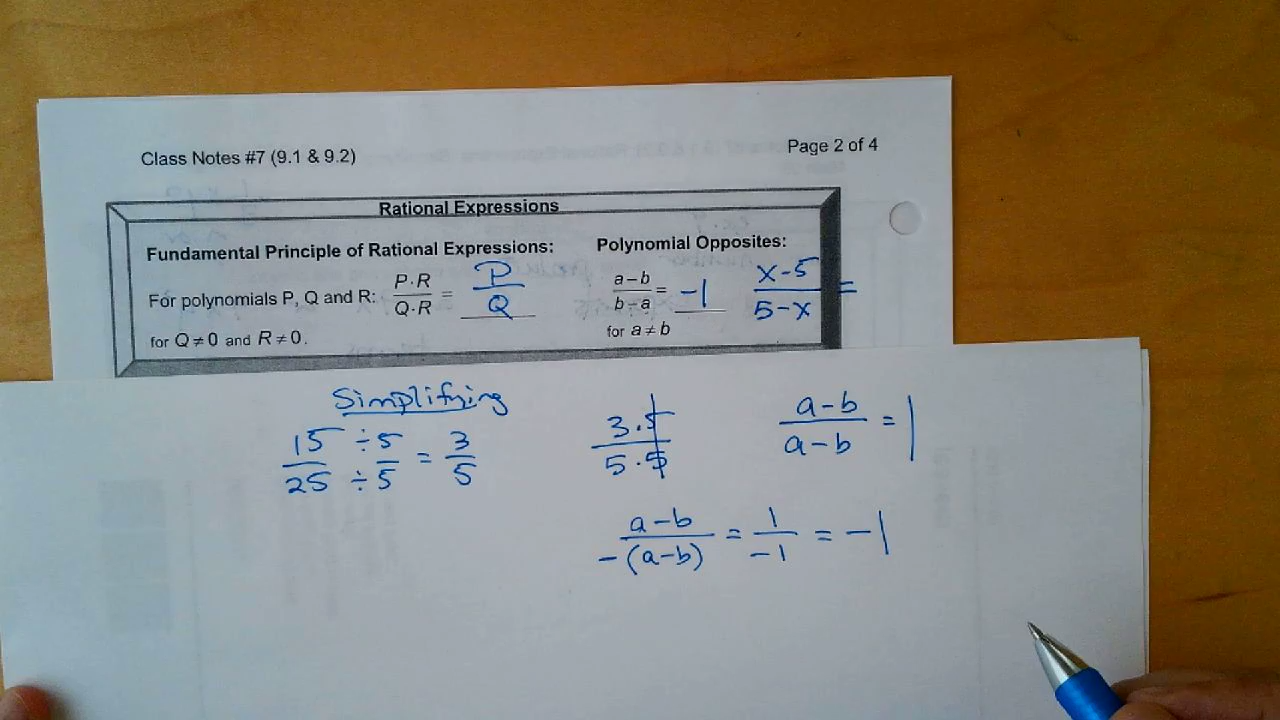 Class Notes #7 (9.1 & 9.2)
Page 2 of 4
Rational Expressions
Fundamental Principle of Rational Expressions:
For polynomials P, Q and R: P·R/Q·R = P/Q
for Q≠0 and R≠0.
Polynomial Opposites:
a−b/b−a = -1
for a≠b
x-5/5-x =
Simplifying
15/25 ÷5/÷5 = 3/5
3·5/5·5
a-b/a-b = 1
a-b/-(a-b) = 1/-1 = -1